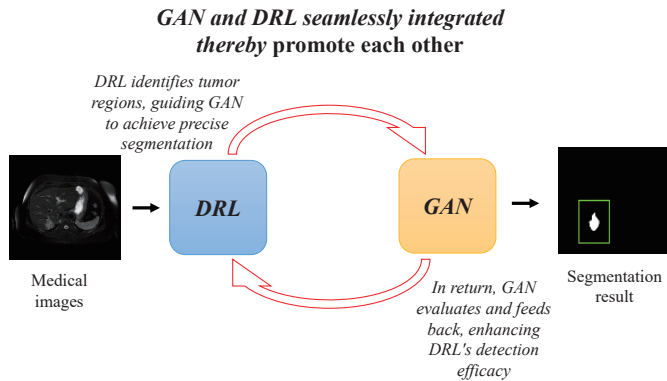 GAN and DRL seamlessly integrated
thereby promote each other
DRL identifies tumor
regions, guiding GAN
to achieve precise
segmentation
DRL
GAN
Medical
images
In return, GAN
evaluates and feeds
back, enhancing
DRL's detection
efficacy
Segmentation
result